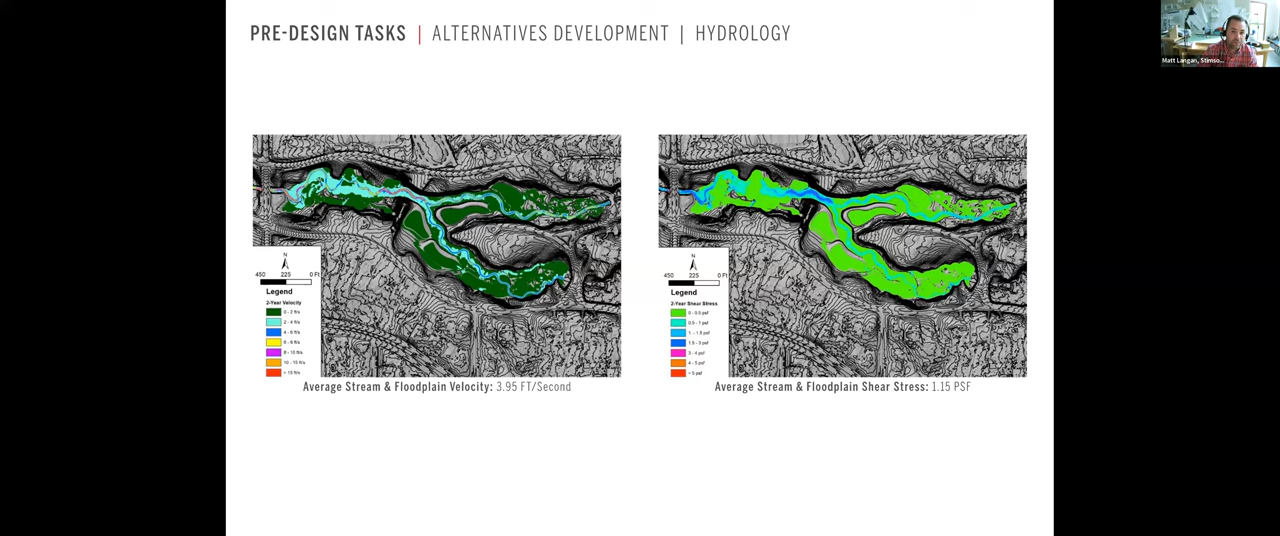 PRE-DESIGN TASKS | ALTERNATIVES DEVELOPMENT | HYDROLOGY
Matt Langan, Stimso...
N
450 225 0 Ft
Legend
2-Year Velocity
0 - 2 ft/s
2 - 4 ft/s
4 - 6 ft/s
6 - 8 ft/s
8 - 10 ft/s
10 - 15 ft/s
> 15 ft/s
Average Stream & Floodplain Velocity: 3.95 FT/Second
N
450 225 0 Ft
Legend
2-Year Shear Stress
0 - 0.5 psf
0.5 - 1 psf
1 - 1.5 psf
1.5 - 3 psf
3 - 4 psf
4 - 5 psf
> 5 psf
Average Stream & Floodplain Shear Stress: 1.15 PSF